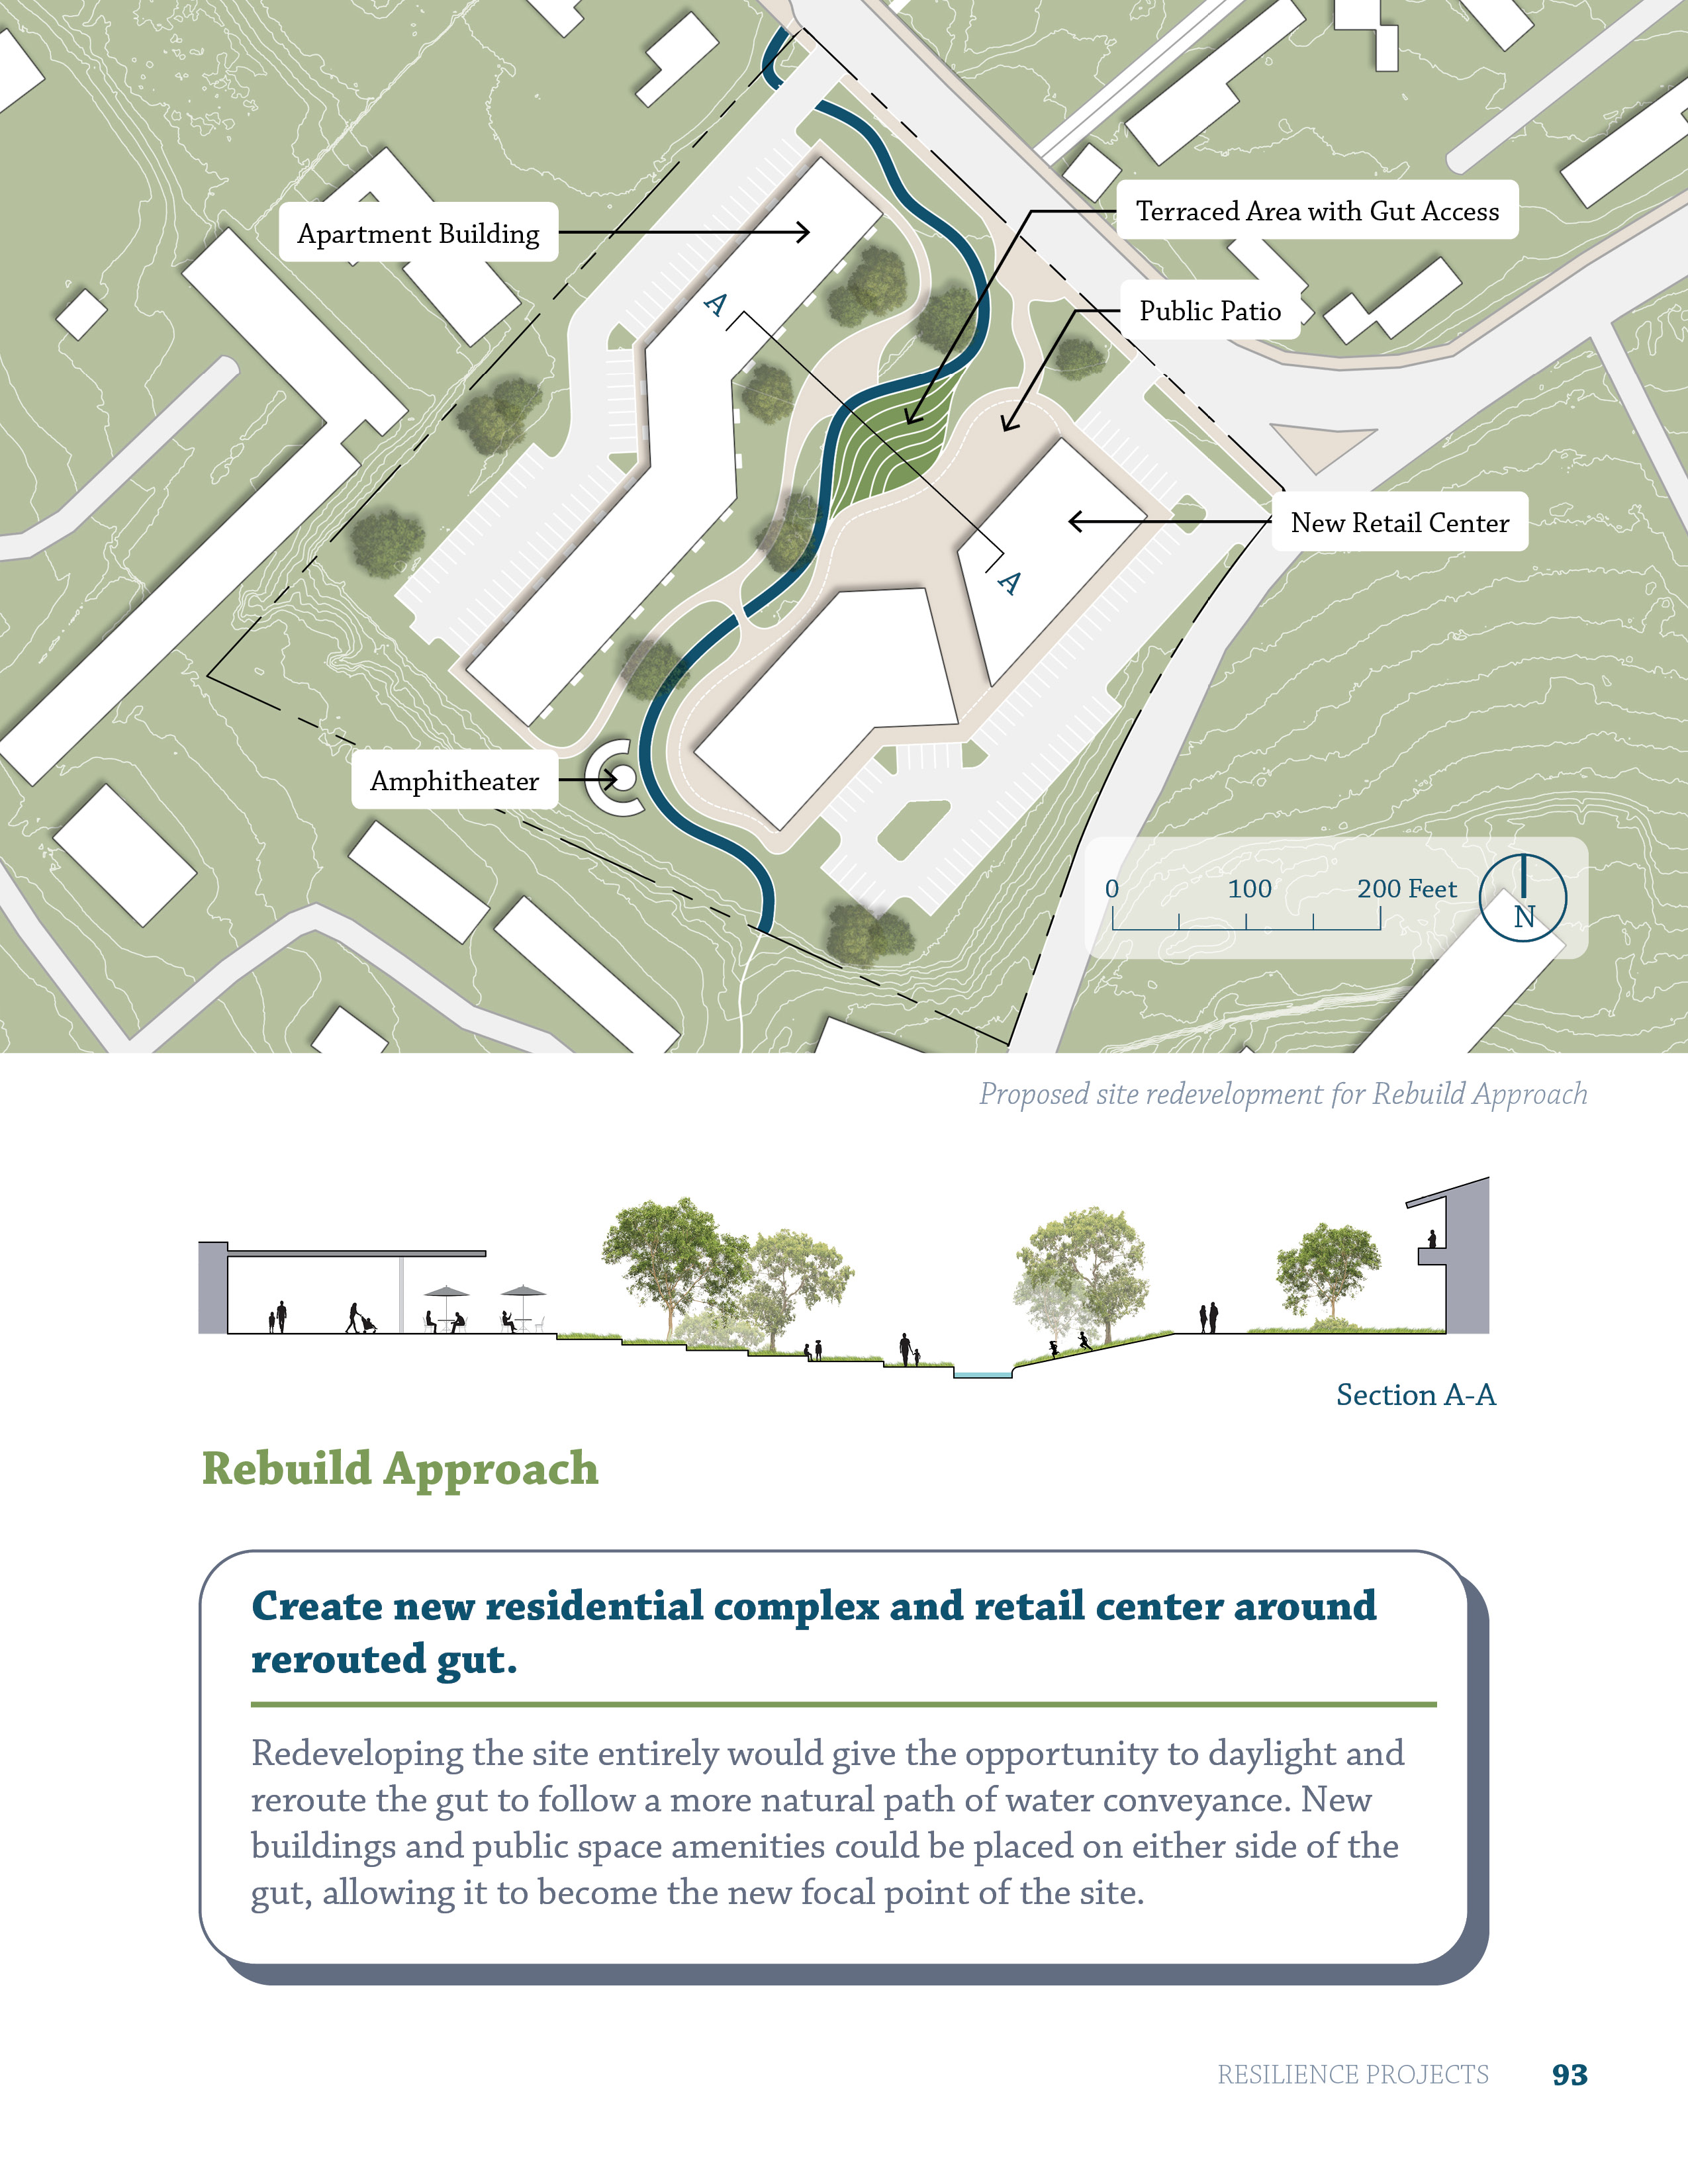 Apartment Building
Terraced Area with Gut Access
Public Patio
A
New Retail Center
A
Amphitheater
0 100 200 Feet
N
Proposed site redevelopment for Rebuild Approach
Section A-A
Rebuild Approach
Create new residential complex and retail center around
rerouted gut.
Redeveloping the site entirely would give the opportunity to daylight and
reroute the gut to follow a more natural path of water conveyance. New
buildings and public space amenities could be placed on either side of the
gut, allowing it to become the new focal point of the site.
RESILIENCE PROJECTS 93